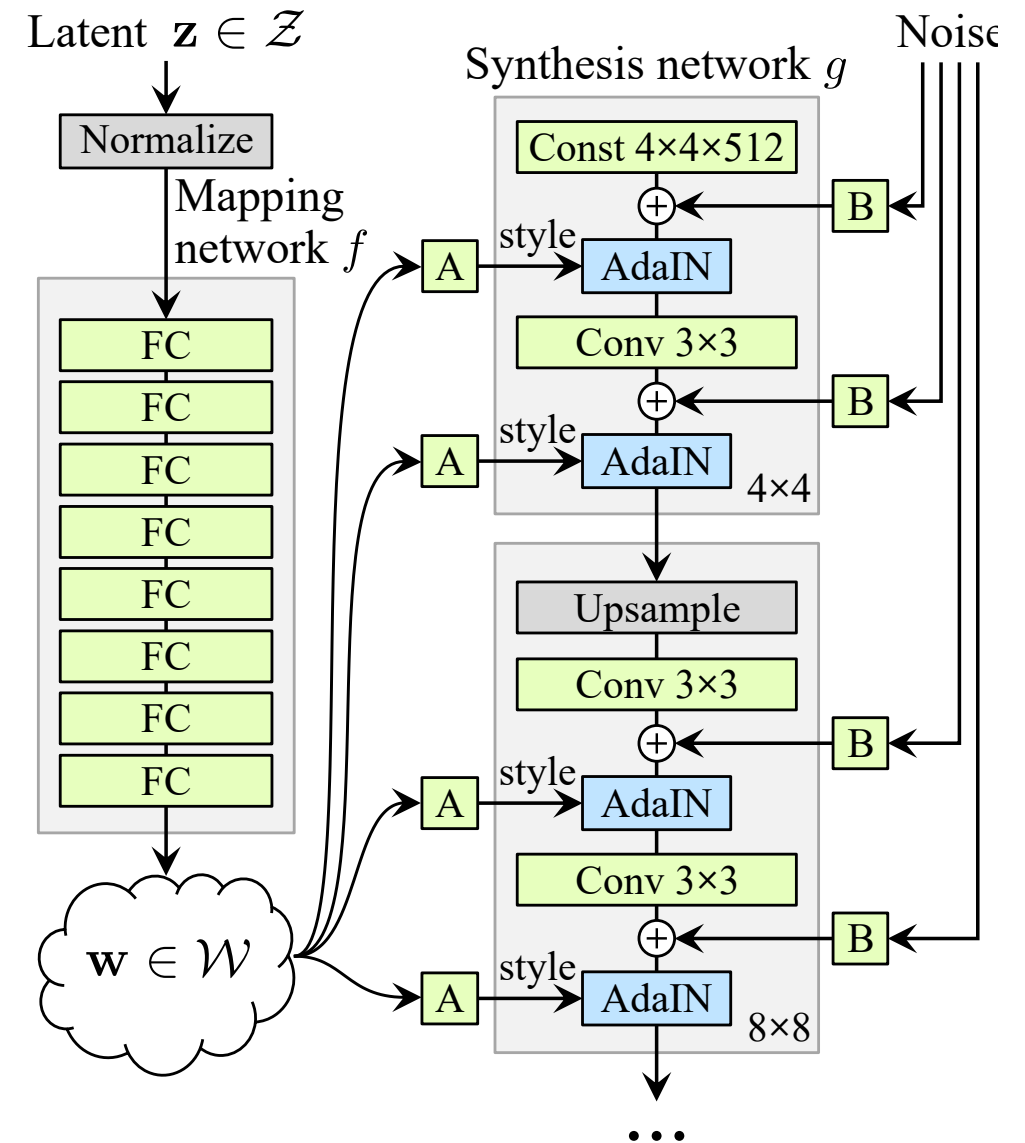 Latent z ∈ 𝒵
Normalize
Mapping
network f
FC
FC
FC
FC
FC
FC
FC
FC
w ∈ 𝒲
Synthesis network g
Noise
Const 4×4×512
B
style
A
AdaIN
Conv 3×3
B
style
A
AdaIN
4×4
Upsample
Conv 3×3
B
style
A
AdaIN
Conv 3×3
B
style
A
AdaIN
8×8
...